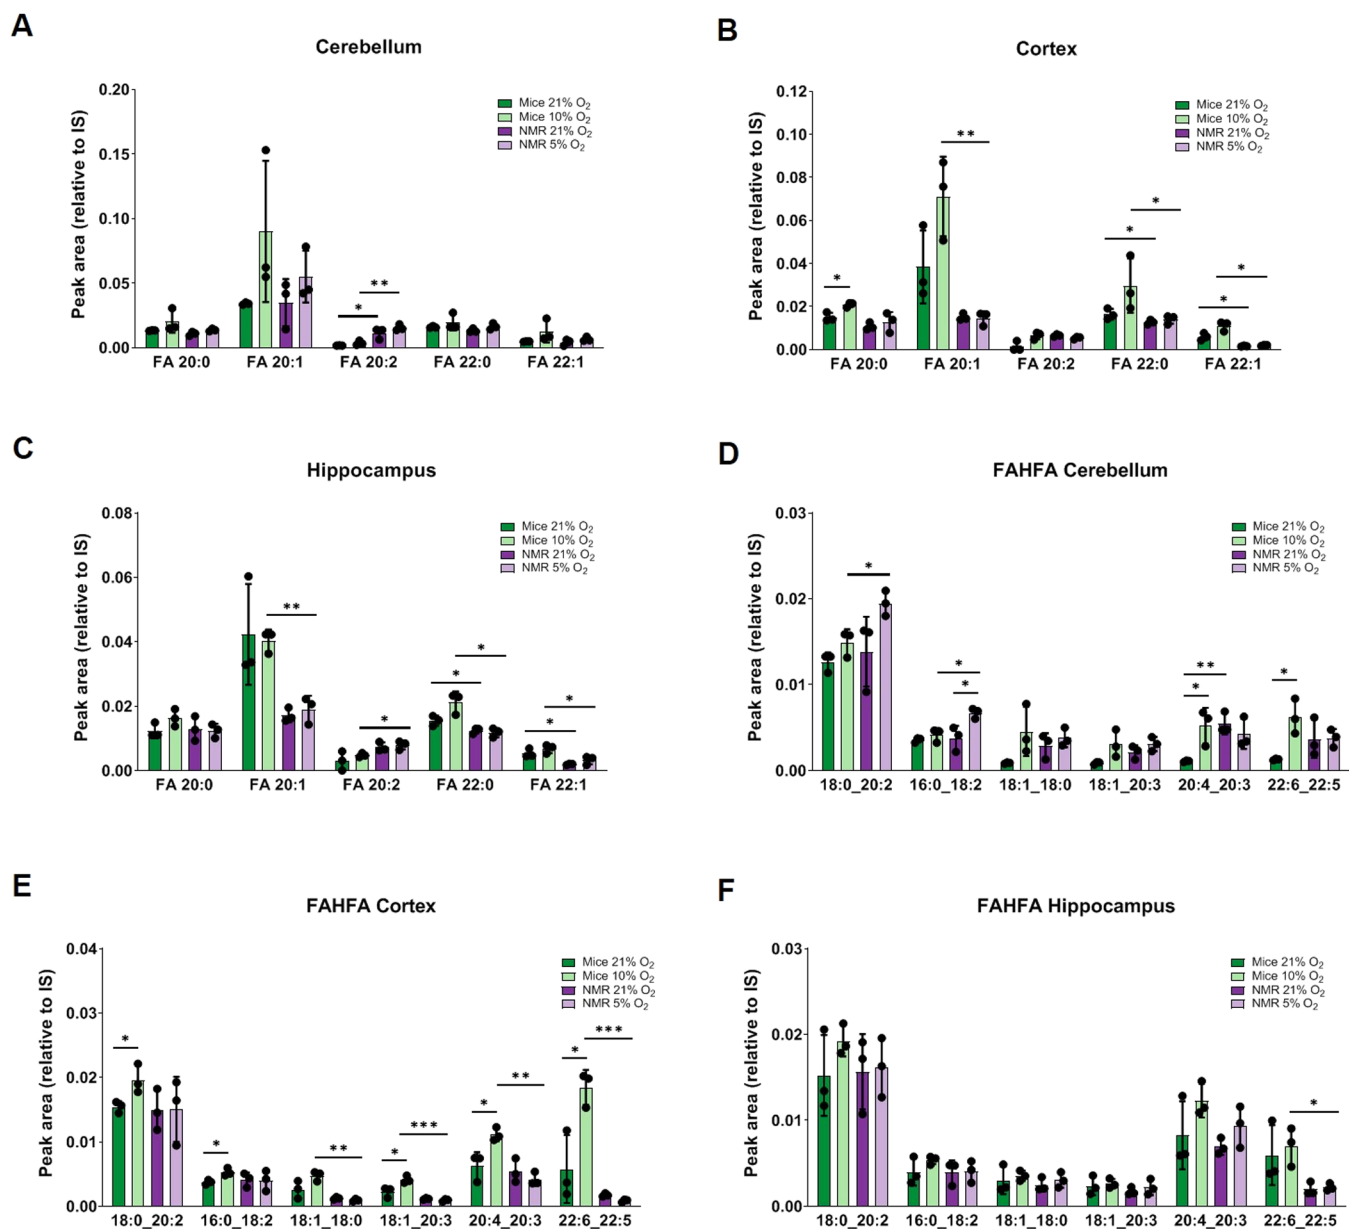 A
Cerebellum
Peak area (relative to IS)
0.20
0.15
0.10
0.05
0.00
Mice 21% O₂
Mice 10% O₂
NMR 21% O₂
NMR 5% O₂
*
**
FA 20:0 FA 20:1 FA 20:2 FA 22:0 FA 22:1
B
Cortex
Peak area (relative to IS)
0.12
0.10
0.08
0.06
0.04
0.02
0.00
Mice 21% O₂
Mice 10% O₂
NMR 21% O₂
NMR 5% O₂
*
**
*
*
*
*
FA 20:0 FA 20:1 FA 20:2 FA 22:0 FA 22:1
C
Hippocampus
Peak area (relative to IS)
0.08
0.06
0.04
0.02
0.00
Mice 21% O₂
Mice 10% O₂
NMR 21% O₂
NMR 5% O₂
**
*
*
*
*
*
FA 20:0 FA 20:1 FA 20:2 FA 22:0 FA 22:1
D
FAHFA Cerebellum
Peak area (relative to IS)
0.03
0.02
0.01
0.00
Mice 21% O₂
Mice 10% O₂
NMR 21% O₂
NMR 5% O₂
*
*
*
**
*
*
18:0_20:2 16:0_18:2 18:1_18:0 18:1_20:3 20:4_20:3 22:6_22:5
E
FAHFA Cortex
Peak area (relative to IS)
0.04
0.03
0.02
0.01
0.00
Mice 21% O₂
Mice 10% O₂
NMR 21% O₂
NMR 5% O₂
*
*
**
*
***
*
**
*
***
18:0_20:2 16:0_18:2 18:1_18:0 18:1_20:3 20:4_20:3 22:6_22:5
F
FAHFA Hippocampus
Peak area (relative to IS)
0.03
0.02
0.01
0.00
Mice 21% O₂
Mice 10% O₂
NMR 21% O₂
NMR 5% O₂
*
18:0_20:2 16:0_18:2 18:1_18:0 18:1_20:3 20:4_20:3 22:6_22:5